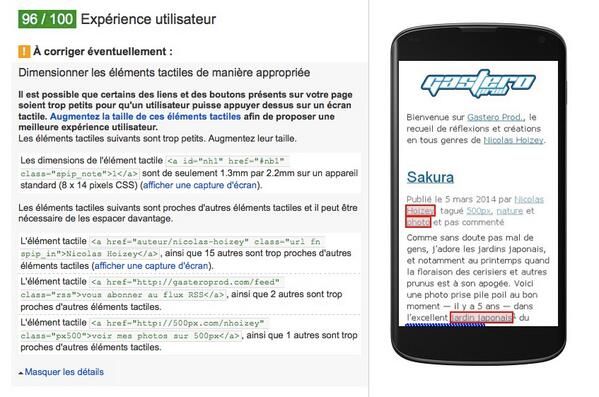 96 / 100 Expérience utilisateur
! À corriger éventuellement :
Dimensionner les éléments tactiles de manière appropriée
Il est possible que certains des liens et des boutons présents sur votre page
soient trop petits pour qu'un utilisateur puisse appuyer dessus sur un écran
tactile. Augmentez la taille de ces éléments tactiles afin de proposer une
meilleure expérience utilisateur.
Les éléments tactiles suivants sont trop petits. Augmentez leur taille.
Les dimensions de l'élément tactile <a id="nh1" href="#nb1"
class="spip_note">1</a> sont de seulement 1.3mm par 2.2mm sur un appareil
standard (8 x 14 pixels CSS) (afficher une capture d'écran).
Les éléments tactiles suivants sont proches d'autres éléments tactiles et il peut être
nécessaire de les espacer davantage.
L'élément tactile <a href="auteur/nicolas-hoizey" class="url fn
spip_in">Nicolas Hoizey</a>, ainsi que 15 autres sont trop proches d'autres
éléments tactiles (afficher une capture d'écran).
L'élément tactile <a href="http://gasteroprod.com/feed"
class="rss">vous abonner au flux RSS</a>, ainsi que 2 autres sont trop
proches d'autres éléments tactiles.
L'élément tactile <a href="http://500px.com/nhoizey"
class="px500">voir mes photos sur 500px</a>, ainsi que 1 autre sont trop
proches d'autres éléments tactiles.
Masquer les détails
gastero
prod
Bienvenue sur Gastero Prod., le
recueil de réflexions et créations
en tous genres de Nicolas Hoizey.
Sakura
Publié le 5 mars 2014 par Nicolas
Hoizey, tagué 500px, nature et
photo et pas commenté
Comme sans doute pas mal de
gens, j'adore les jardins japonais,
et notamment au printemps quand
la floraison des cerisiers et autres
prunus est à son apogée. Voici
une photo prise pile poil au bon
moment — il y a 5 ans — dans
l'excellent jardin japonais du